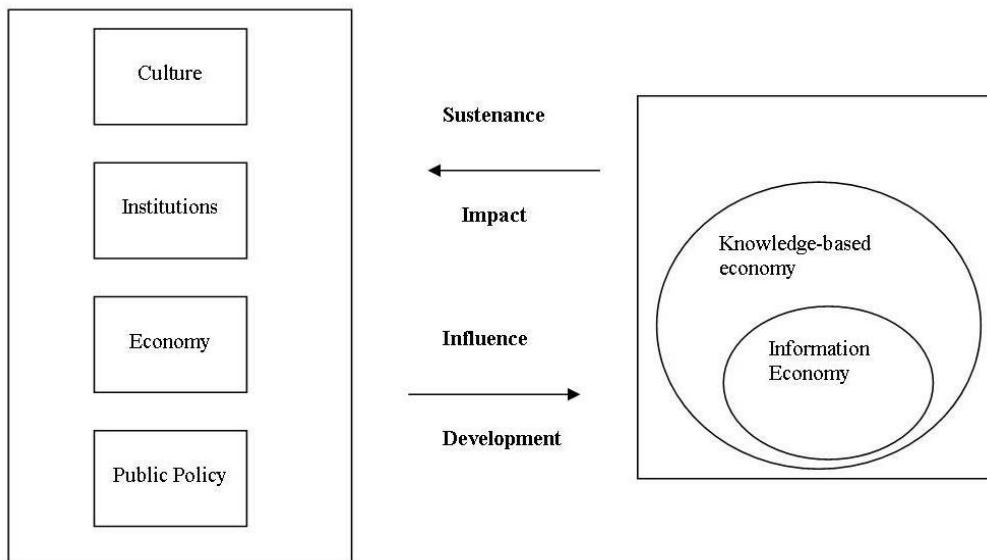 Culture
Institutions
Economy
Public Policy
Sustenance
Impact
Influence
Development
Knowledge-based
economy
Information
Economy